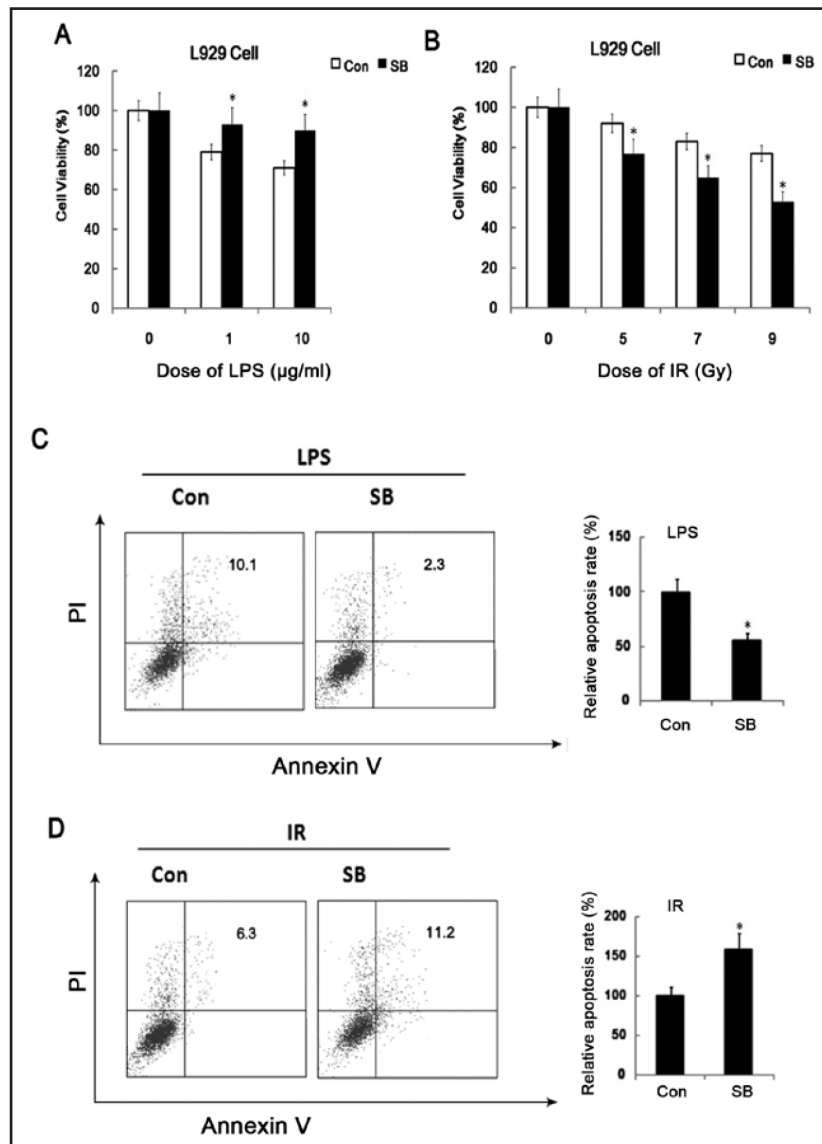 A
L929 Cell
Con SB
Cell Viability (%)
120
100
80
60
40
20
0
* *
0 1 10
Dose of LPS (µg/ml)
B
L929 Cell
Con SB
Cell Viability (%)
120
100
80
60
40
20
0
* * *
0 5 7 9
Dose of IR (Gy)
C
LPS
Con SB
10.1 2.3
PI
Annexin V
Relative apoptosis rate (%)
LPS
150
100
50
0
*
Con SB
D
IR
Con SB
6.3 11.2
PI
Annexin V
Relative apoptosis rate (%)
IR
200
150
100
50
0
*
Con SB